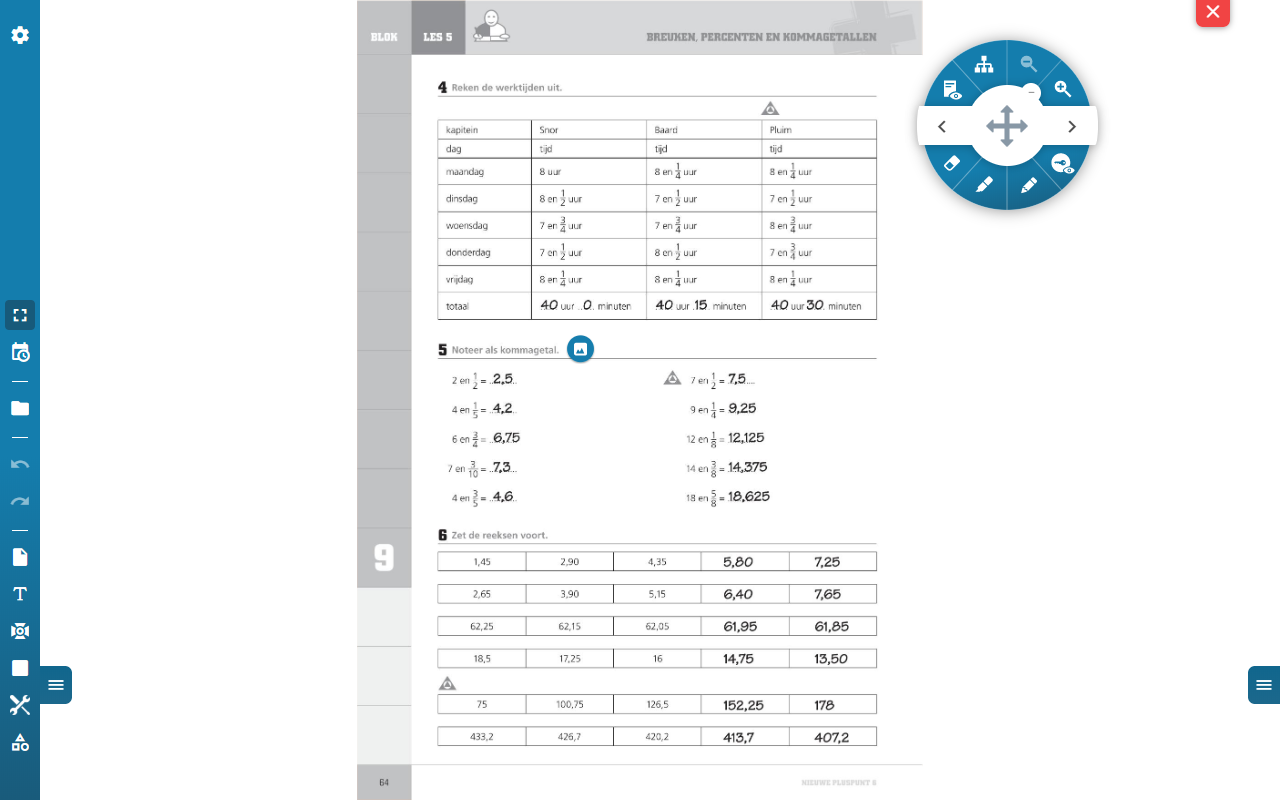 BLOK LES 5 BREUKEN, PERCENTEN EN KOMMAGETALLEN
4 Reken de werktijden uit.
kapitein Snor Baard Pluim
dag tijd tijd tijd
maandag 8 uur 8 en 1/4 uur 8 en 1/4 uur
dinsdag 8 en 1/2 uur 7 en 1/2 uur 7 en 1/2 uur
woensdag 7 en 3/4 uur 7 en 3/4 uur 8 en 3/4 uur
donderdag 7 en 1/2 uur 8 en 1/2 uur 7 en 3/4 uur
vrijdag 8 en 1/4 uur 8 en 1/4 uur 8 en 1/4 uur
totaal 40 uur 0 minuten 40 uur 15 minuten 40 uur 30 minuten
5 Noteer als kommagetal.
2 en 1/2 = 2,5 7 en 1/2 = 7,5
4 en 1/5 = 4,2 9 en 1/4 = 9,25
6 en 3/4 = 6,75 12 en 1/8 = 12,125
7 en 3/10 = 7,3 14 en 3/8 = 14,375
4 en 3/5 = 4,6 18 en 5/8 = 18,625
6 Zet de reeksen voort.
1,45 2,90 4,35 5,80 7,25
9
2,65 3,90 5,15 6,40 7,65
62,25 62,15 62,05 61,95 61,85
18,5 17,25 16 14,75 13,50
75 100,75 126,5 152,25 178
433,2 426,7 420,2 413,7 407,2
64 NIEUWE PLUSPUNT 6